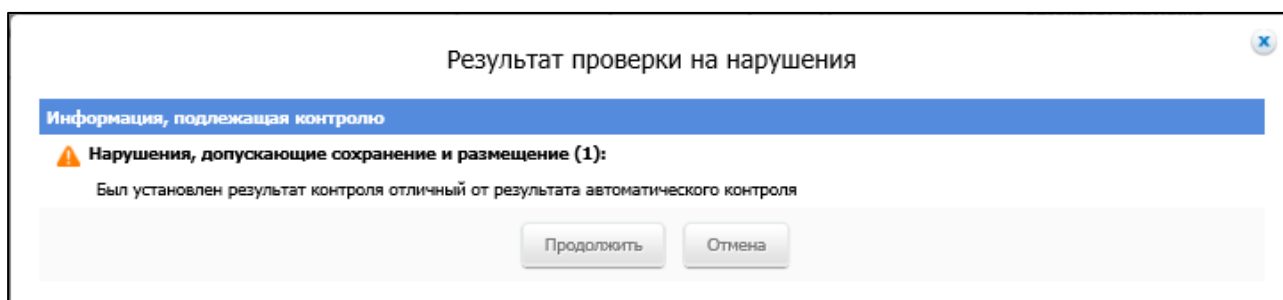 Результат проверки на нарушения
Информация, подлежащая контролю
Нарушения, допускающие сохранение и размещение (1):
Был установлен результат контроля отличный от результата автоматического контроля
Продолжить Отмена